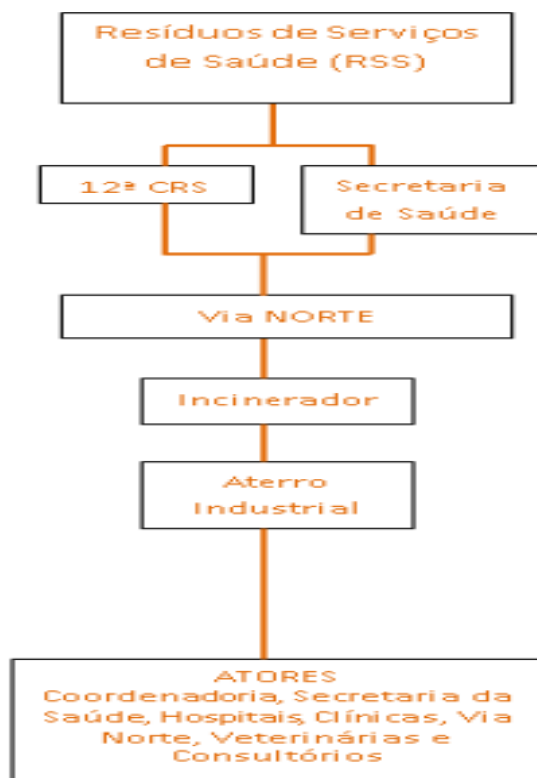 Resíduos de Serviços
de Saúde (RSS)
12ª CRS
Secretaria
de Saúde
Via NORTE
Incinerador
Aterro
Industrial
ATORES
Coordenadoria, Secretaria da
Saúde, Hospitais, Clínicas, Via
Norte, Veterinárias e
Consultórios